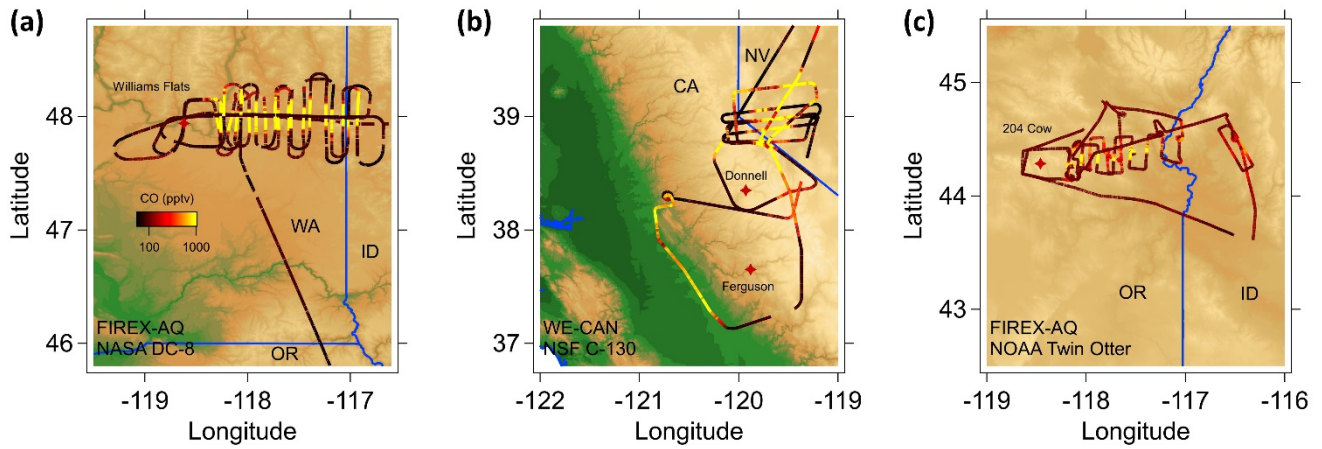 (a)
Williams Flats
CO (pptv)
100 1000
WA
ID
FIREX-AQ
NASA DC-8
OR
48
47
46
Latitude
-119 -118 -117
Longitude
(b)
NV
CA
Donnell
Ferguson
WE-CAN
NSF C-130
39
38
37
Latitude
-122 -121 -120 -119
Longitude
(c)
204 Cow
OR
ID
FIREX-AQ
NOAA Twin Otter
45
44
43
Latitude
-119 -118 -117 -116
Longitude